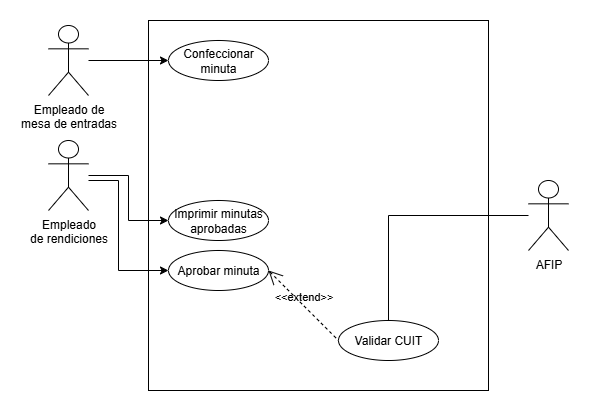 Confeccionar
minuta
Empleado de
mesa de entradas
Empleado
de rendiciones
Imprimir minutas
aprobadas
Aprobar minuta
AFIP
<<extend>>
Validar CUIT